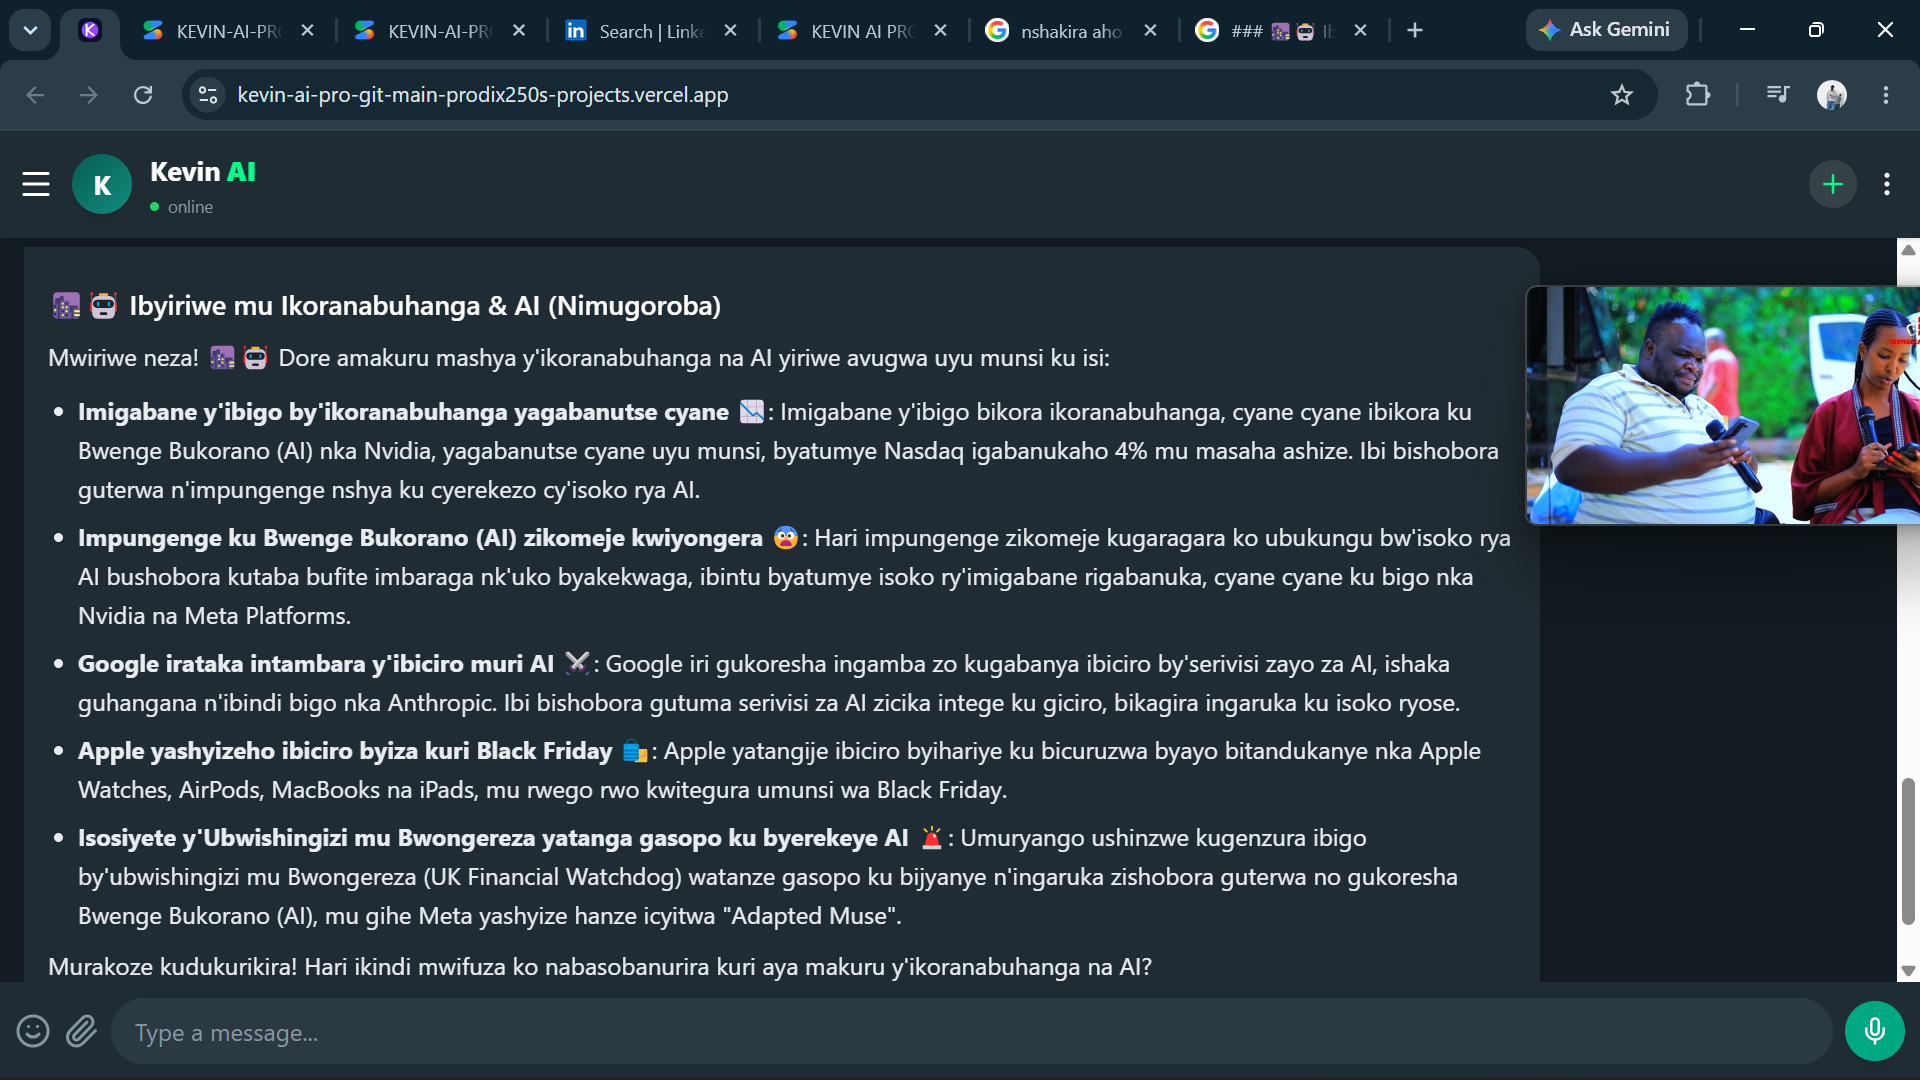 KEVIN-AI-PR
KEVIN-AI-PR
Search | Link
KEVIN AI PR
nshakira aho
### 🌆🤖 Ib
Ask Gemini
kevin-ai-pro-git-main-prodix250s-projects.vercel.app
K
Kevin AI
online
🌆🤖 Ibyiriwe mu Ikoranabuhanga & AI (Nimugoroba)
Mwiriwe neza! 🌆🤖 Dore amakuru mashya y'ikoranabuhanga na AI yiriwe avugwa uyu munsi ku isi:
• Imigabane y'ibigo by'ikoranabuhanga yagabanutse cyane 📉: Imigabane y'ibigo bikora ikoranabuhanga, cyane cyane ibikora ku
Bwenge Bukorano (AI) nka Nvidia, yagabanutse cyane uyu munsi, byatumye Nasdaq igabanukaho 4% mu masaha ashize. Ibi bishobora
guterwa n'impungenge nshya ku cyerekezo cy'isoko rya AI.
• Impungenge ku Bwenge Bukorano (AI) zikomeje kwiyongera 😨: Hari impungenge zikomeje kugaragara ko ubukungu bw'isoko rya
AI bushobora kutaba bufite imbaraga nk'uko byakekwaga, ibintu byatumye isoko ry'imigabane rigabanuka, cyane cyane ku bigo nka
Nvidia na Meta Platforms.
• Google irataka intambara y'ibiciro muri AI ⚔️: Google iri gukoresha ingamba zo kugabanya ibiciro by'serivisi zayo za AI, ishaka
guhangana n'ibindi bigo nka Anthropic. Ibi bishobora gutuma serivisi za AI zicika intege ku giciro, bikagira ingaruka ku isoko ryose.
• Apple yashyizeho ibiciro byiza kuri Black Friday 🛍️: Apple yatangije ibiciro byihariye ku bicuruzwa byayo bitandukanye nka Apple
Watches, AirPods, MacBooks na iPads, mu rwego rwo kwitegura umunsi wa Black Friday.
• Isosiyete y'Ubwishingizi mu Bwongereza yatanga gasopo ku byerekeye AI 🚨: Umuryango ushinzwe kugenzura ibigo
by'ubwishingizi mu Bwongereza (UK Financial Watchdog) watanze gasopo ku bijyanye n'ingaruka zishobora guterwa no gukoresha
Bwenge Bukorano (AI), mu gihe Meta yashyize hanze icyitwa "Adapted Muse".
Murakoze kudukurikira! Hari ikindi mwifuza ko nabasobanurira kuri aya makuru y'ikoranabuhanga na AI?
Type a message...